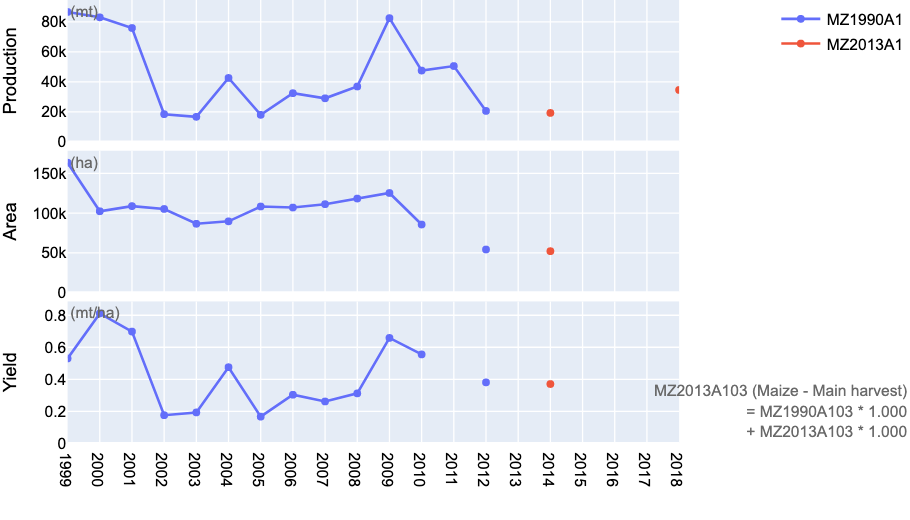 Production
(mt)
80k
60k
40k
20k
0
MZ1990A1
MZ2013A1
Area
(ha)
150k
100k
50k
0
Yield
(mt/ha)
0.8
0.6
0.4
0.2
0
MZ2013A103 (Maize - Main harvest)
= MZ1990A103 * 1.000
+ MZ2013A103 * 1.000
1999 2000 2001 2002 2003 2004 2005 2006 2007 2008 2009 2010 2011 2012 2013 2014 2015 2016 2017 2018